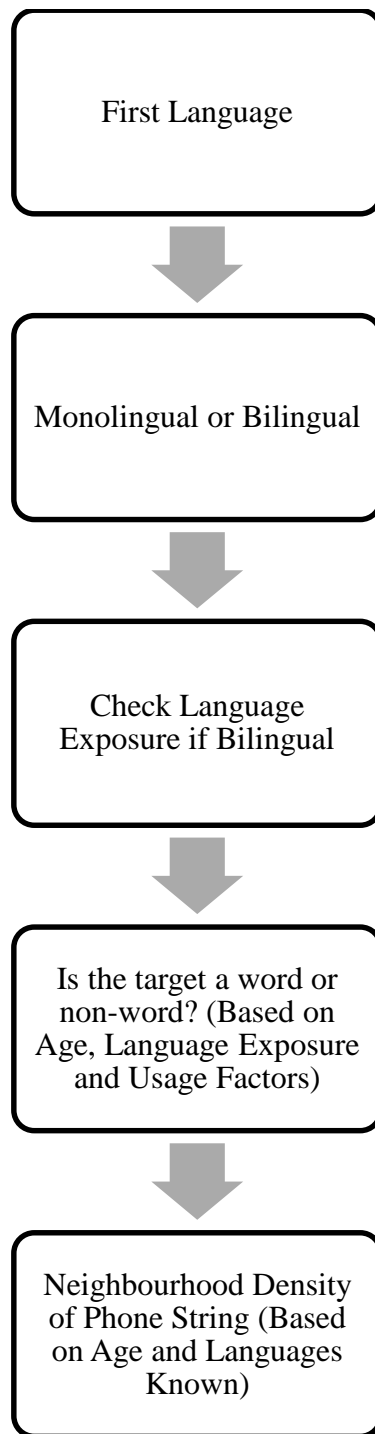 First Language
Monolingual or Bilingual
Check Language
Exposure if Bilingual
Is the target a word or
non-word? (Based on
Age, Language Exposure
and Usage Factors)
Neighbourhood Density
of Phone String (Based
on Age and Languages
Known)